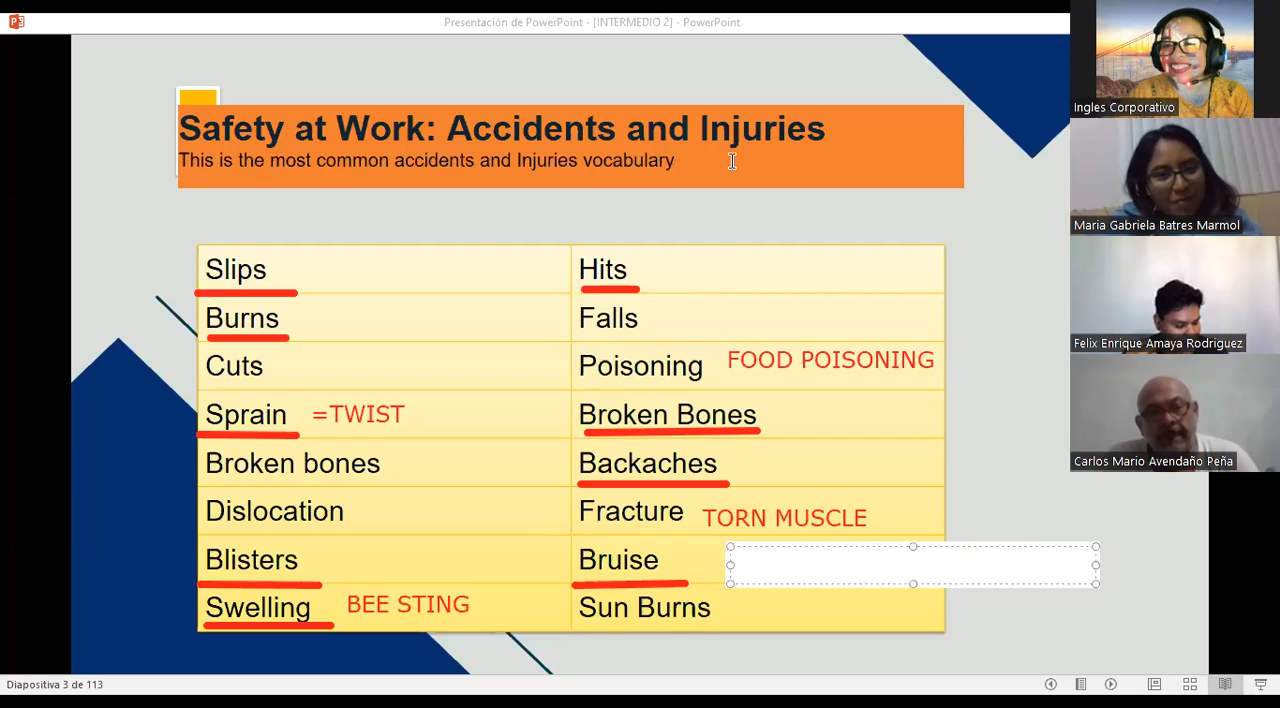 Presentación de PowerPoint - [INTERMEDIO 2] - PowerPoint
Ingles Corporativo
Maria Gabriela Batres Marmol
Felix Enrique Amaya Rodriguez
Carlos Mario Avendaño Peña
Safety at Work: Accidents and Injuries
This is the most common accidents and Injuries vocabulary
Slips Hits
Burns Falls
Cuts Poisoning FOOD POISONING
Sprain =TWIST Broken Bones
Broken bones Backaches
Dislocation Fracture TORN MUSCLE
Blisters Bruise
Swelling BEE STING Sun Burns
Diapositiva 3 de 113